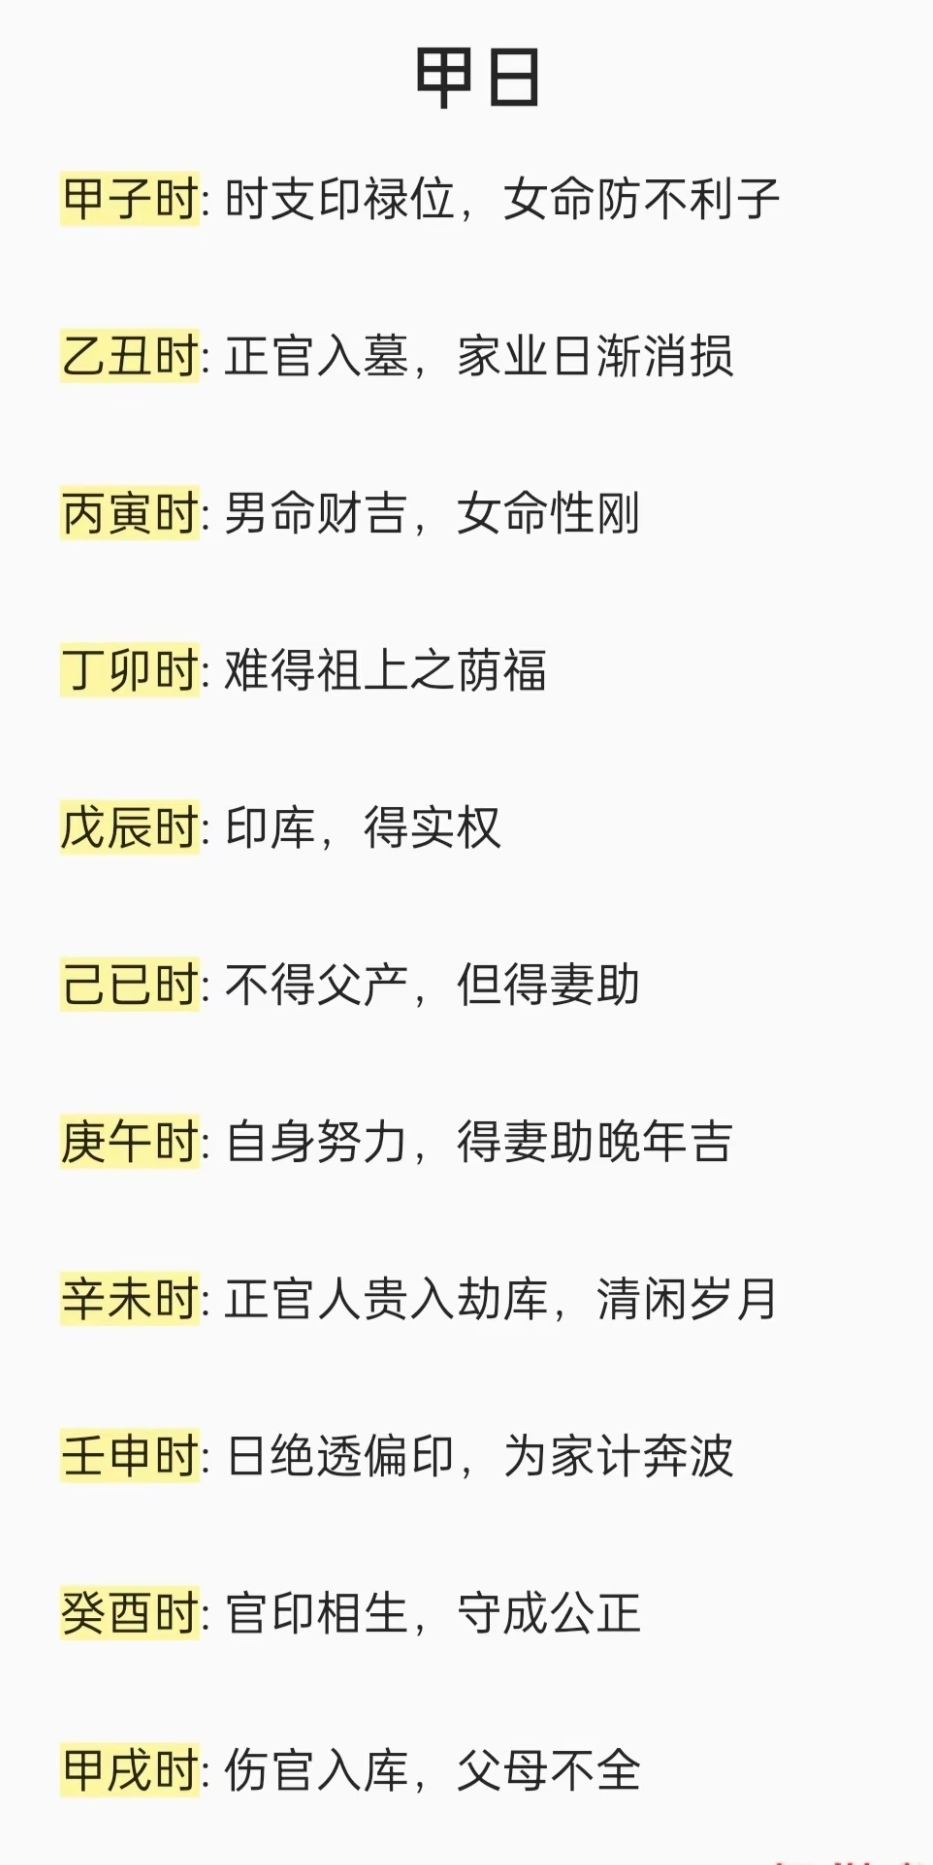 甲日
甲子时: 时支印禄位，女命防不利子
乙丑时: 正官入墓，家业日渐消损
丙寅时: 男命财吉，女命性刚
丁卯时: 难得祖上之荫福
戊辰时: 印库，得实权
己已时: 不得父产，但得妻助
庚午时: 自身努力，得妻助晚年吉
辛未时: 正官人贵入劫库，清闲岁月
壬申时: 日绝透偏印，为家计奔波
癸酉时: 官印相生，守成公正
甲戌时: 伤官入库，父母不全